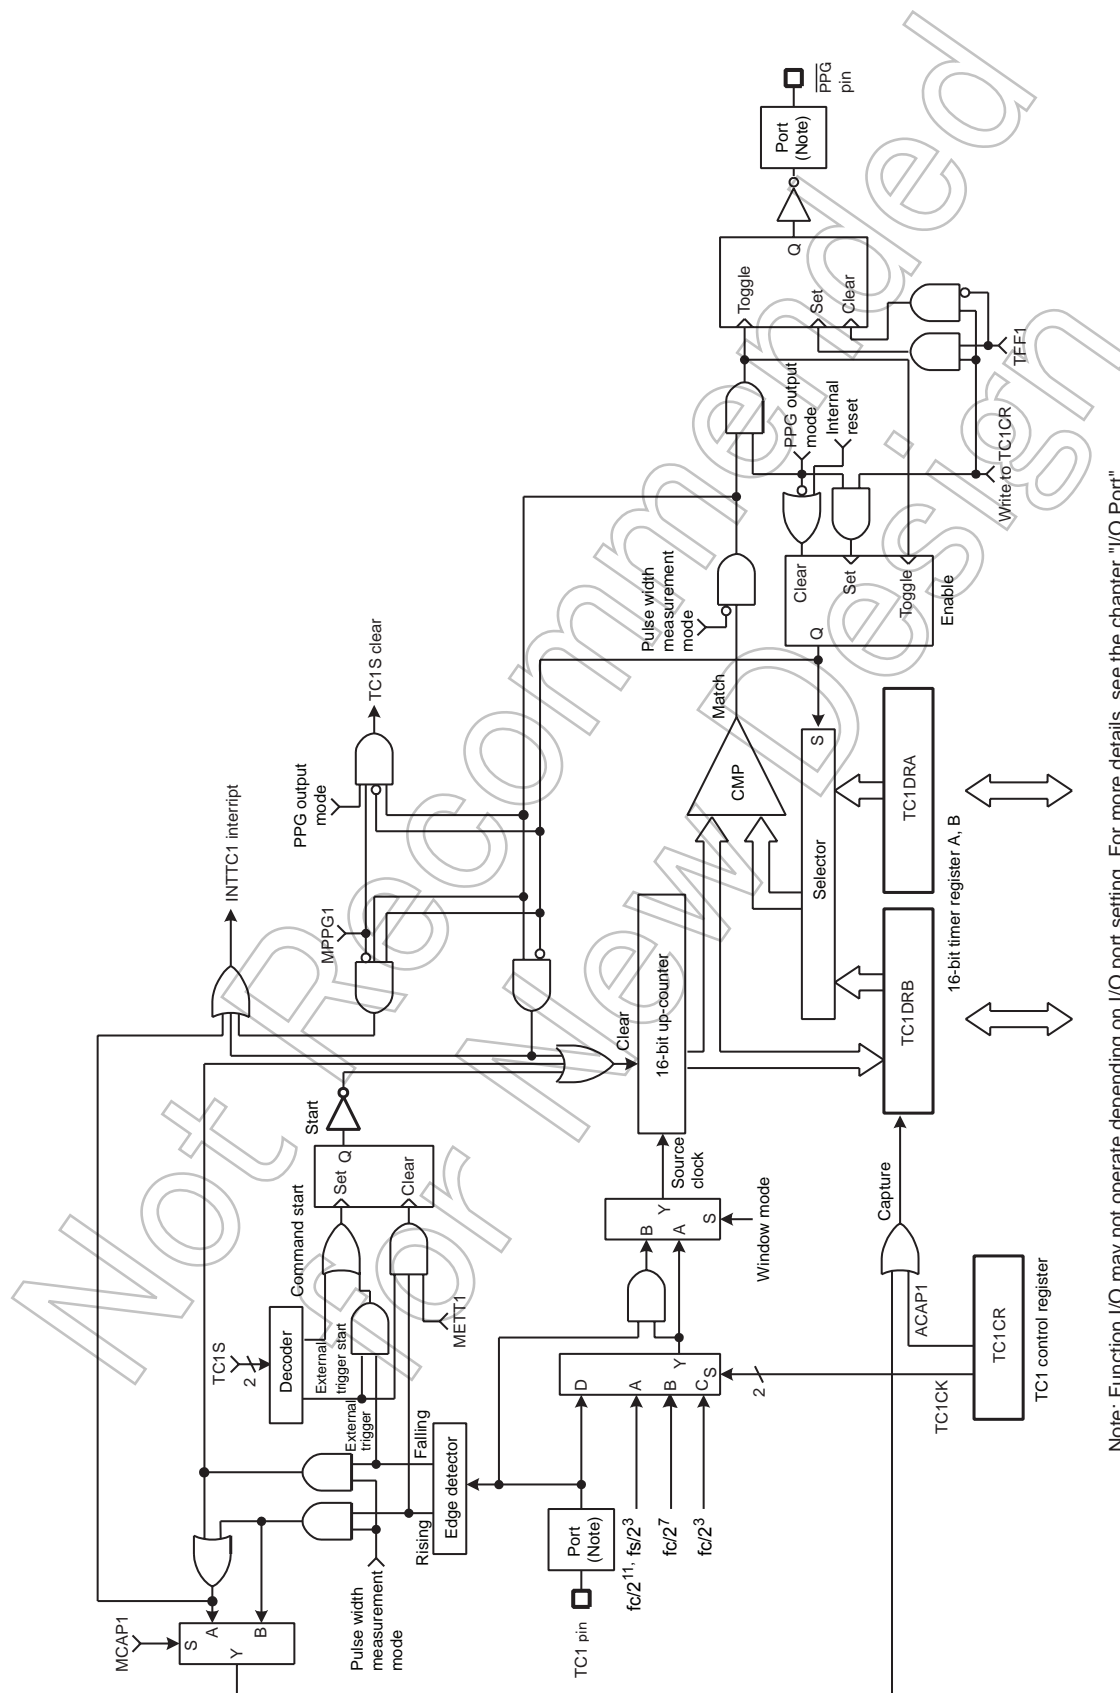 MCAP1
S
A
B
Y
Pulse width
measurement
mode
TC1S
2
Decoder
External
trigger start
External
trigger
Command start
Rising
Falling
Edge detector
METT1
Set
Q
Clear
Start
INTTC1 interript
MPPG1
PPG output
mode
TC1S clear
TC1 pin
Port
(Note)
fc/2¹¹, fs/2³
fc/2⁷
fc/2³
D
A
B
C
S
Y
2
B
A
Y
S
Window mode
Source
clock
Clear
16-bit up-counter
CMP
Match
Pulse width
measurement
mode
Selector
S
Capture
ACAP1
TC1CK
TC1CR
TC1 control register
TC1DRB
TC1DRA
16-bit timer register A, B
Q
Clear
Set
Toggle
Enable
PPG output
mode
Internal
reset
Write to TC1CR
TFF1
Toggle
Set
Clear
Q
Port
(Note)
PPG
pin
Note: Function I/O may not operate depending on I/O port setting. For more details, see the chapter "I/O Port"
Not Recommended
for New Design